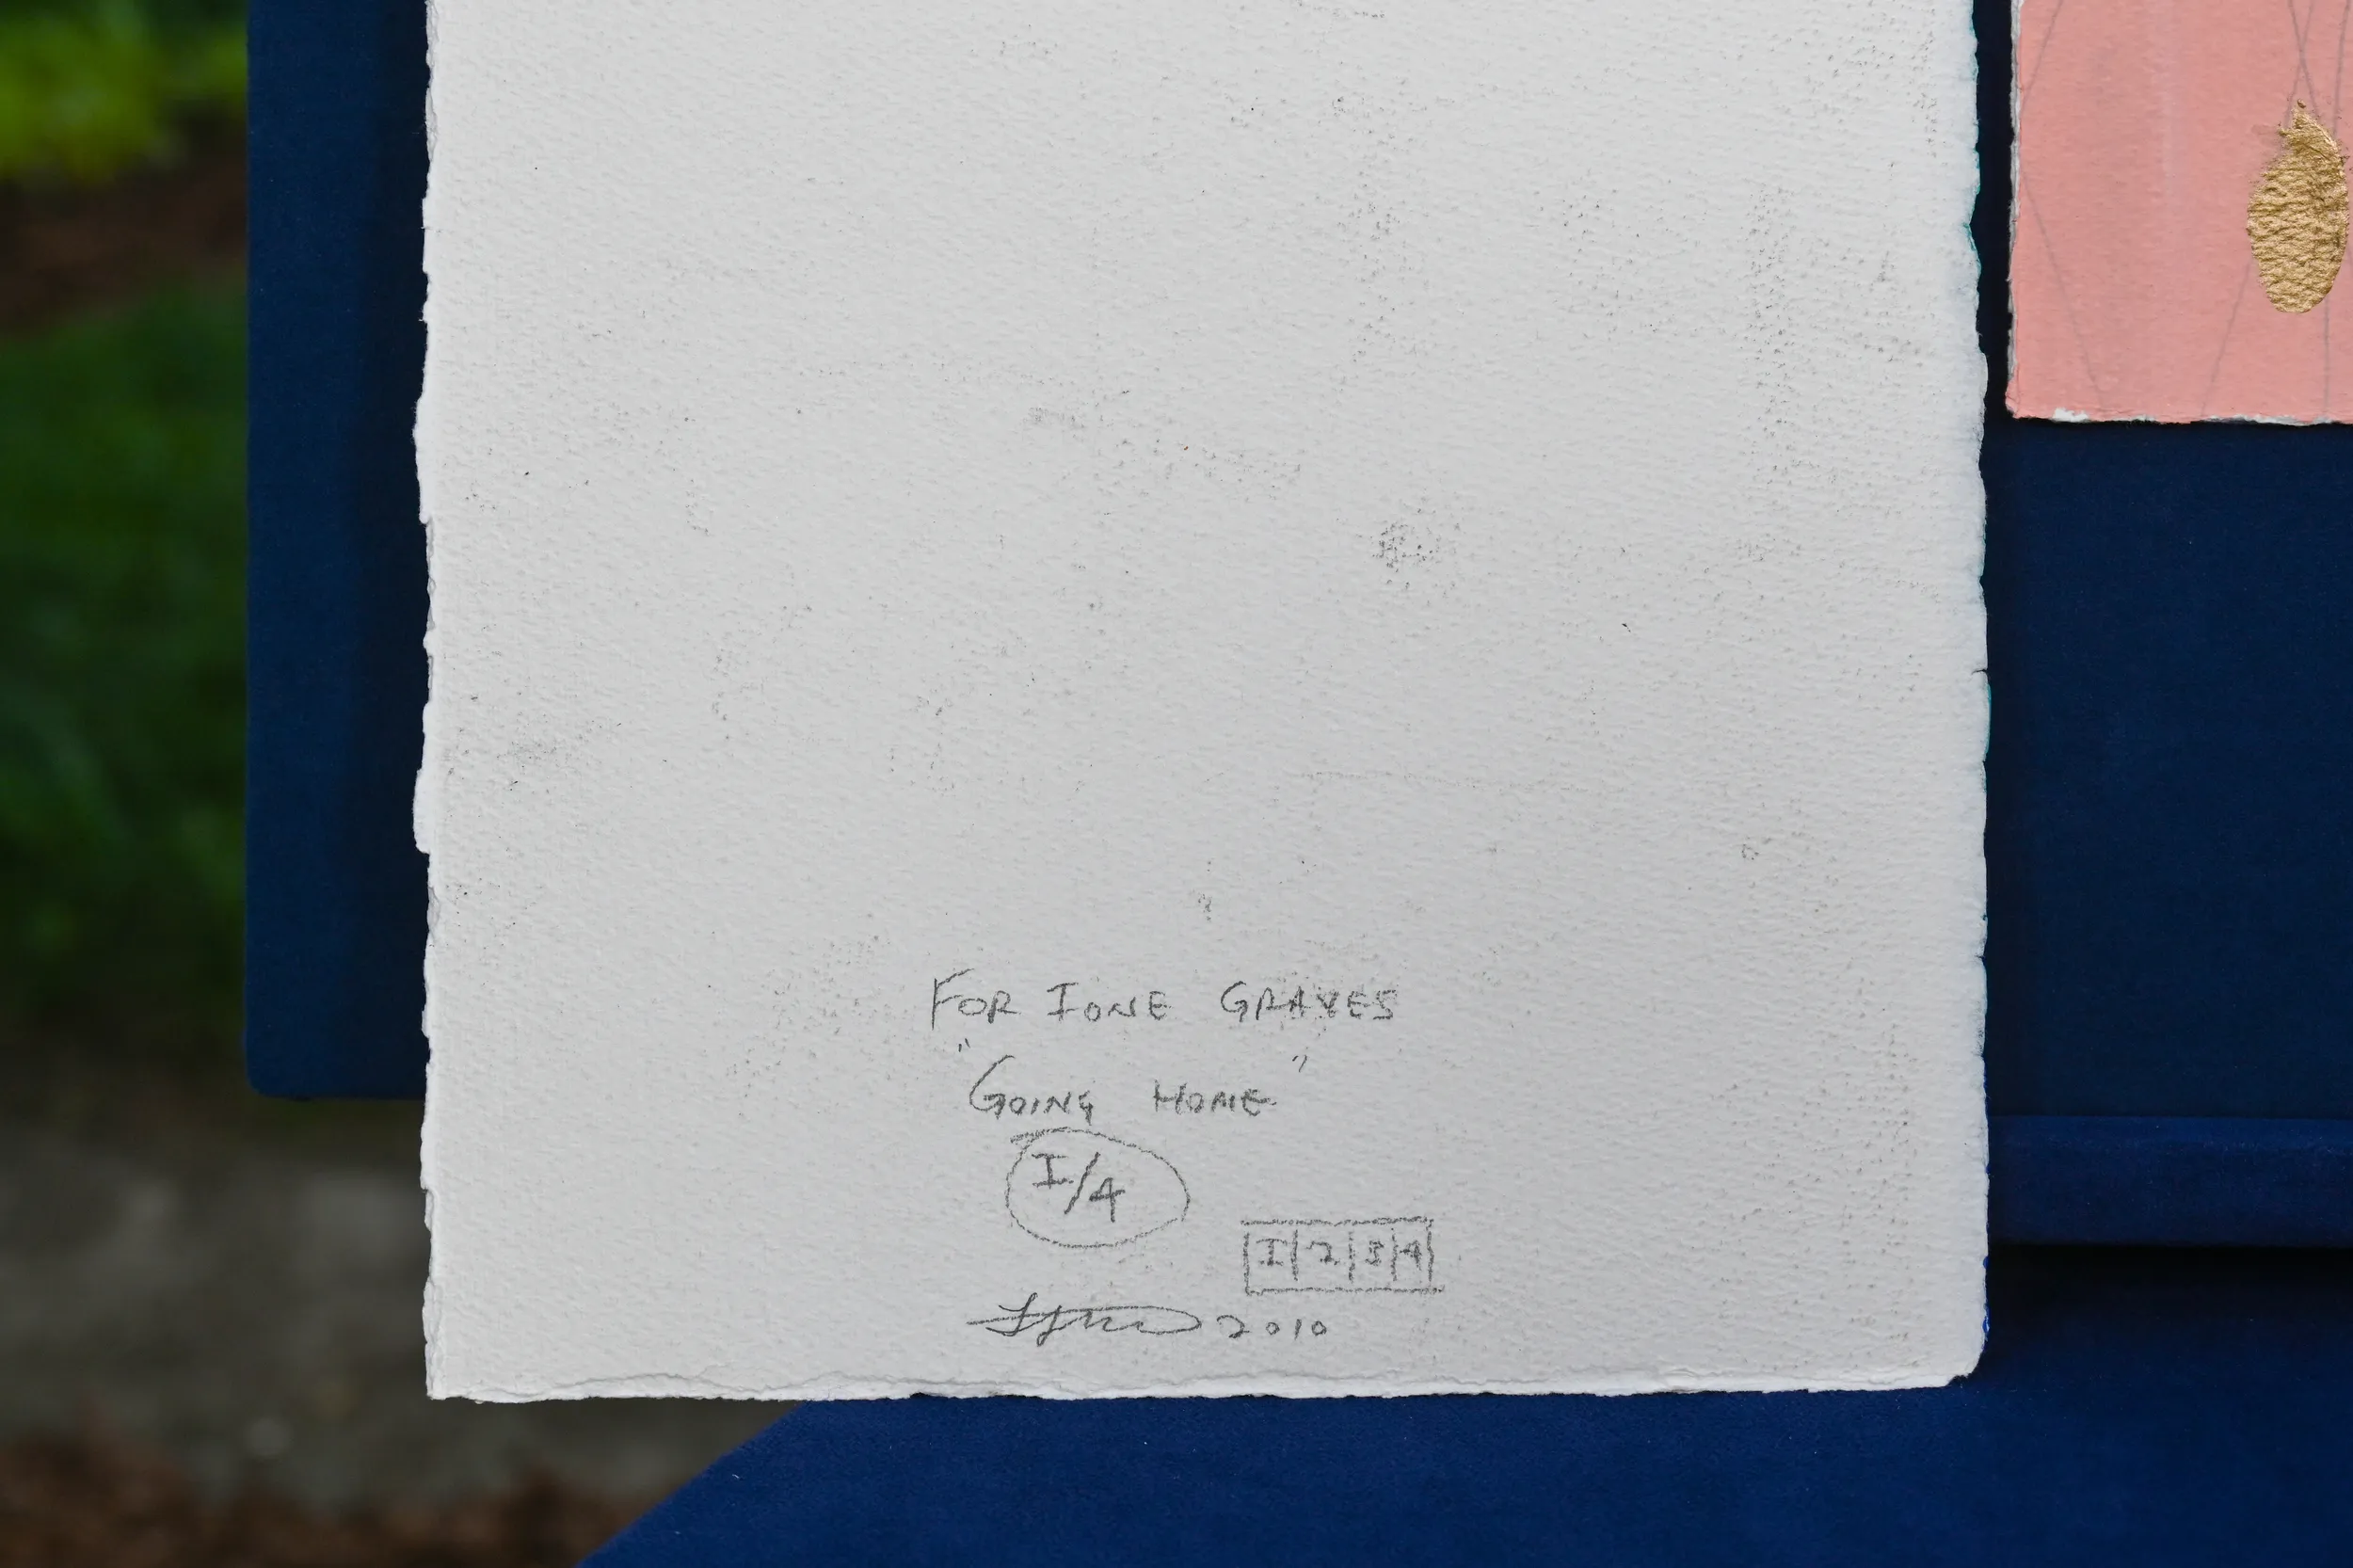 FOR IONE GRAVES
"GOING HOME"
I/4
I 2 3 4
2010